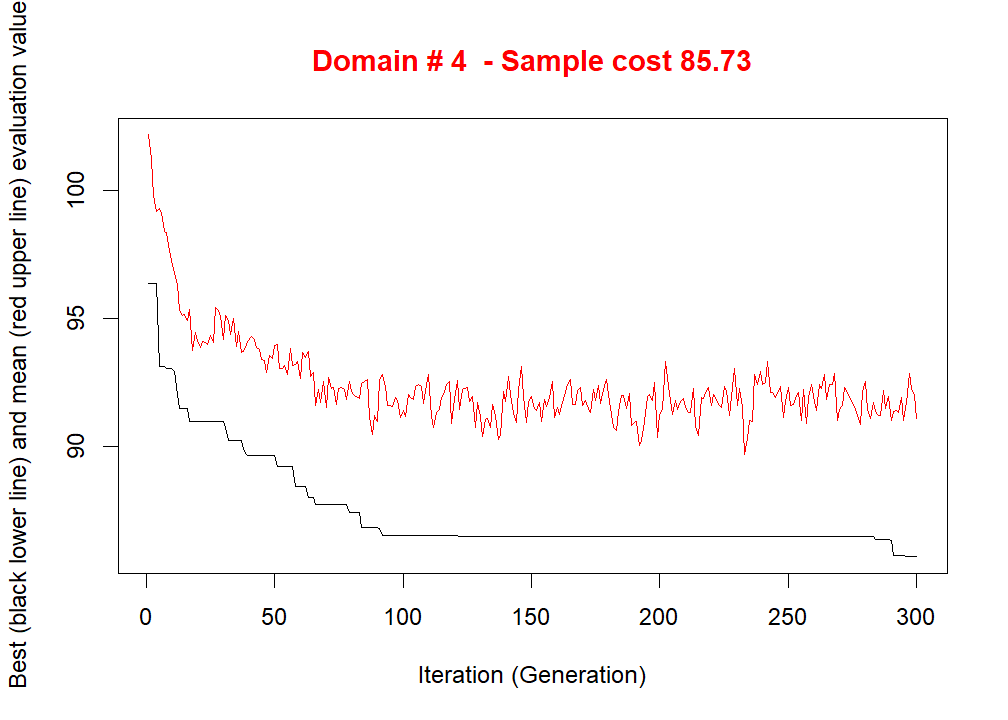 Domain # 4  - Sample cost 85.73
Best (black lower line) and mean (red upper line) evaluation value
100
95
90
0 50 100 150 200 250 300
Iteration (Generation)